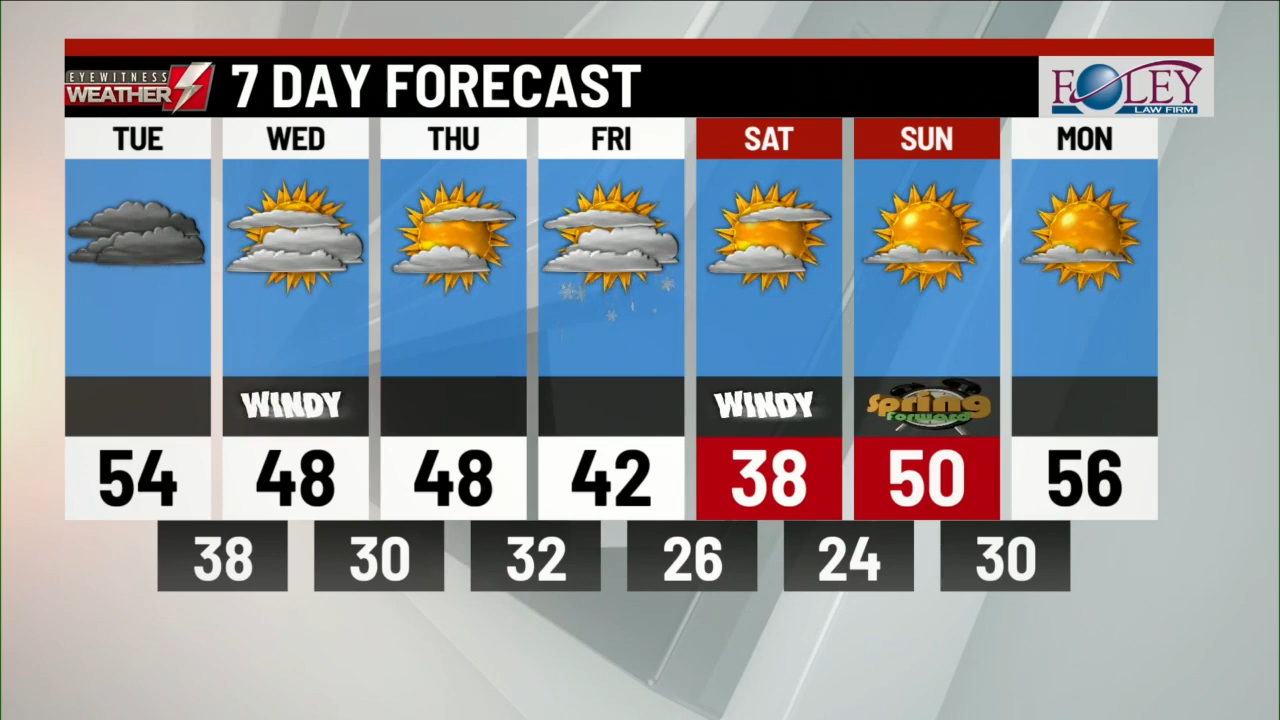 EYEWITNESS
WEATHER
7 DAY FORECAST
FOLEY
LAW FIRM
TUE WED THU FRI SAT SUN MON
WINDY WINDY Spring
Forward
54 48 48 42 38 50 56
38 30 32 26 24 30